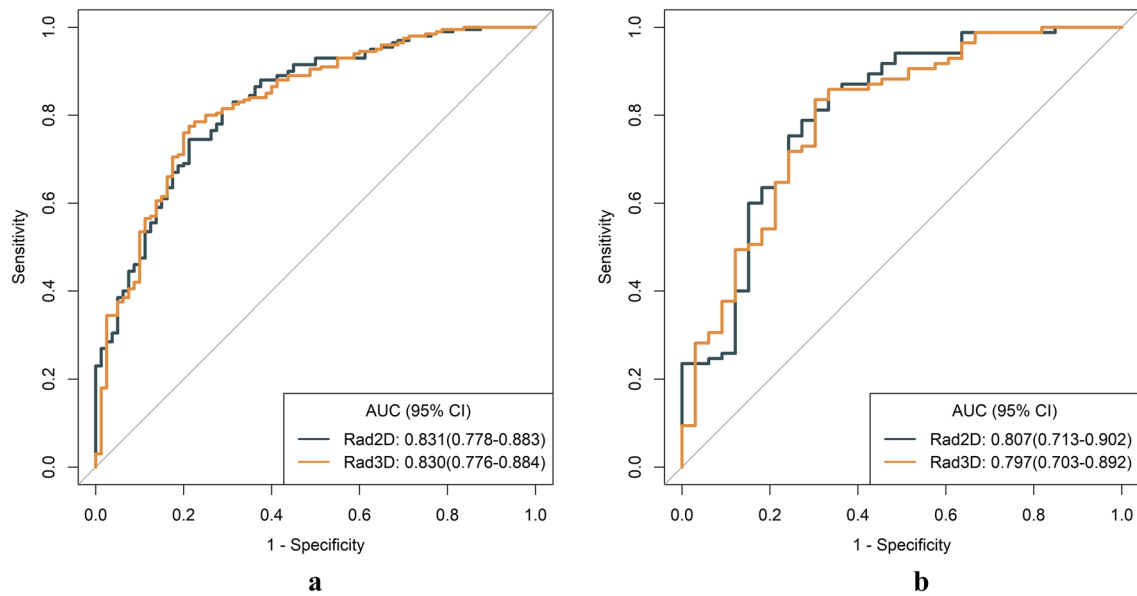 1.0
0.8
0.6
0.4
0.2
0.0
Sensitivity
AUC (95% CI)
Rad2D: 0.831(0.778-0.883)
Rad3D: 0.830(0.776-0.884)
0.0 0.2 0.4 0.6 0.8 1.0
1 - Specificity
a
1.0
0.8
0.6
0.4
0.2
0.0
Sensitivity
AUC (95% CI)
Rad2D: 0.807(0.713-0.902)
Rad3D: 0.797(0.703-0.892)
0.0 0.2 0.4 0.6 0.8 1.0
1 - Specificity
b